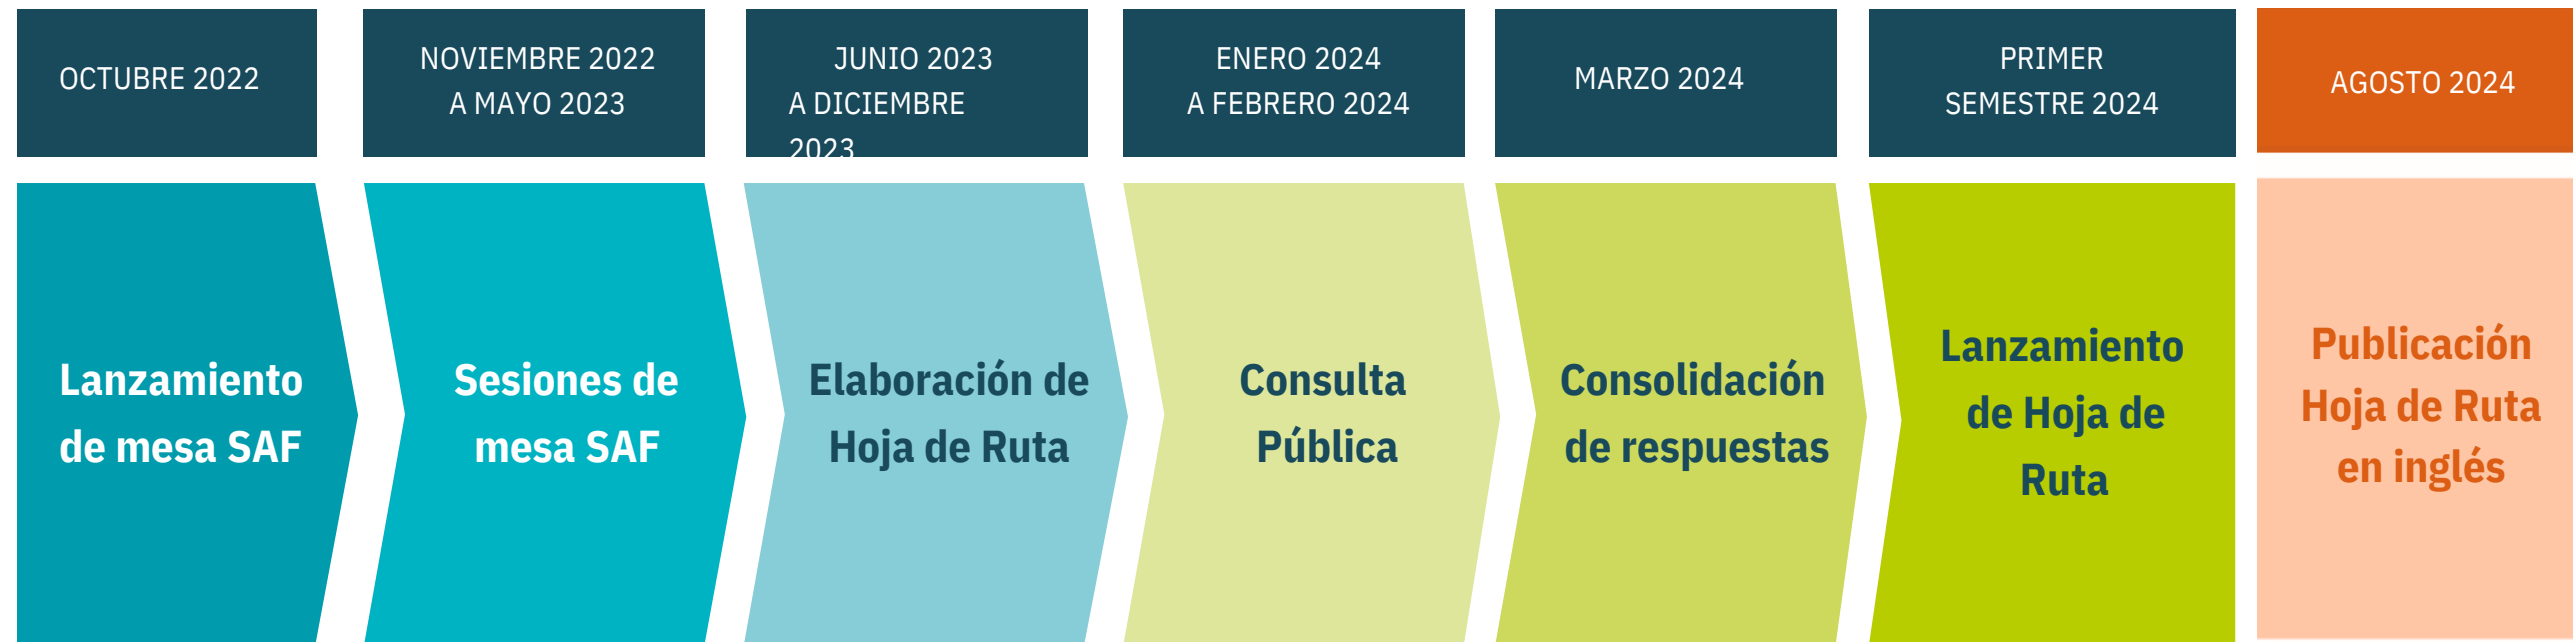 OCTUBRE 2022
NOVIEMBRE 2022
A MAYO 2023
JUNIO 2023
A DICIEMBRE
2023
ENERO 2024
A FEBRERO 2024
MARZO 2024
PRIMER
SEMESTRE 2024
AGOSTO 2024
Lanzamiento
de mesa SAF
Sesiones de
mesa SAF
Elaboración de
Hoja de Ruta
Consulta
Pública
Consolidación
de respuestas
Lanzamiento
de Hoja de
Ruta
Publicación
Hoja de Ruta
en inglés